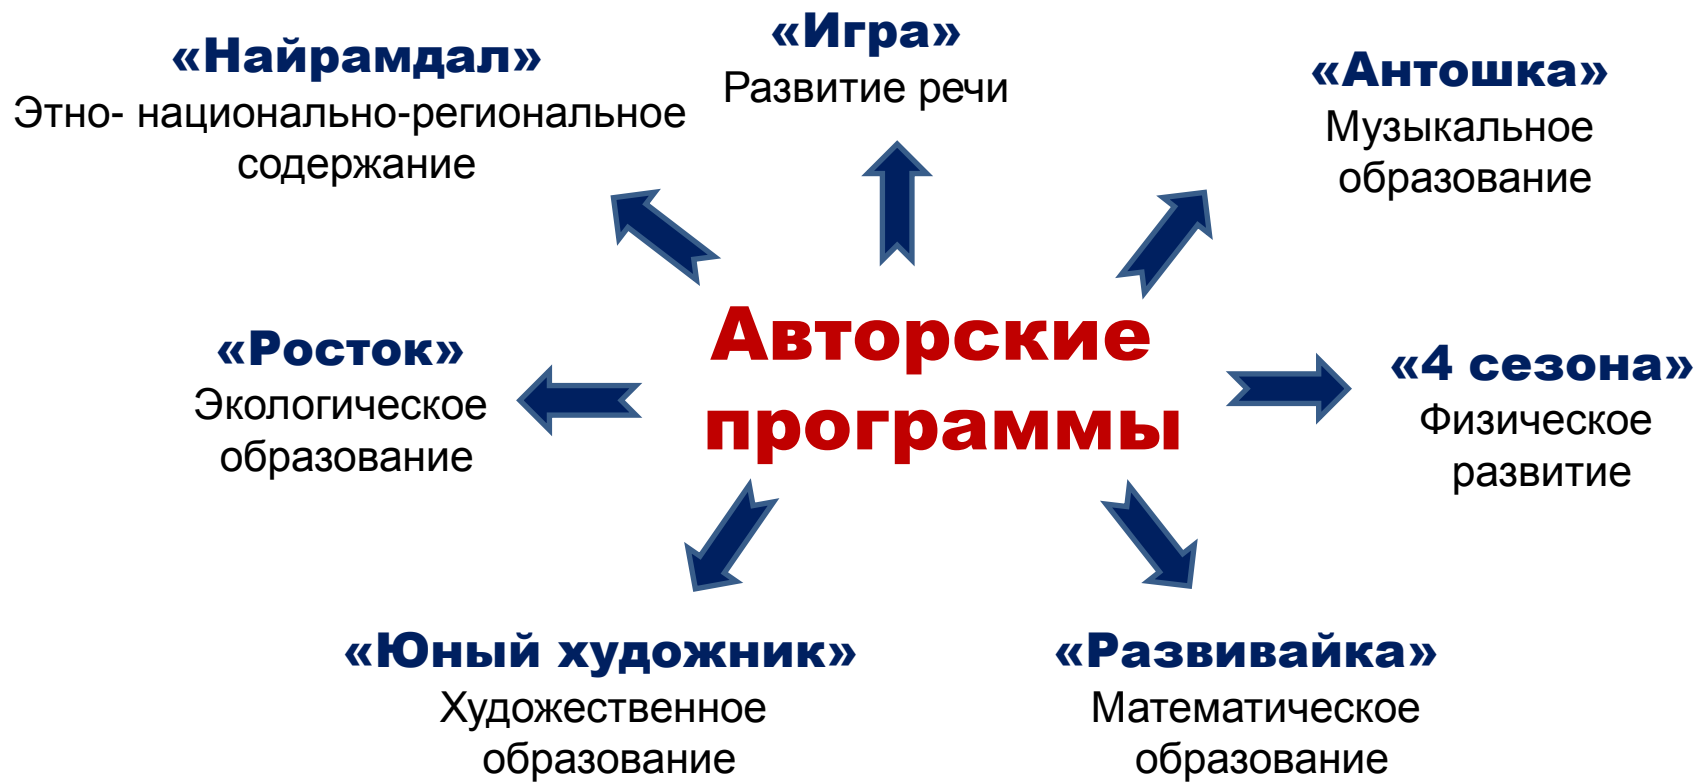 «Найрамдал»
Этно- национально-региональное
содержание
«Игра»
Развитие речи
«Антошка»
Музыкальное
образование
Авторские
программы
«Росток»
Экологическое
образование
«4 сезона»
Физическое
развитие
«Юный художник»
Художественное
образование
«Развивайка»
Математическое
образование